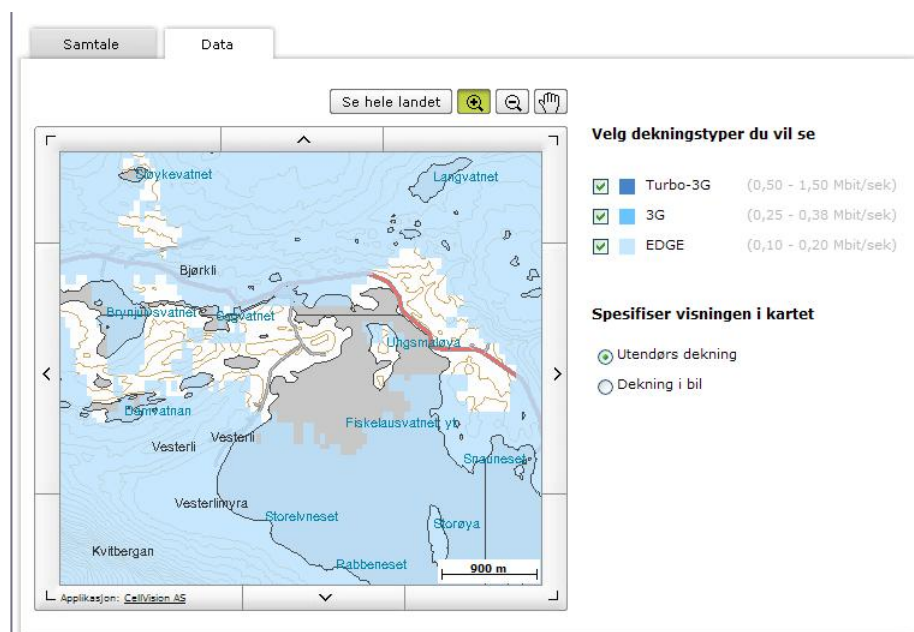 Samtale
Data
Se hele landet
Velg dekningstyper du vil se
Turbo-3G (0,50 - 1,50 Mbit/sek)
3G (0,25 - 0,38 Mbit/sek)
EDGE (0,10 - 0,20 Mbit/sek)
Spesifiser visningen i kartet
Utendørs dekning
Dekning i bil
Langvatnet
Bjørkli
Ungsmaløya
Fiskelausvatnet, yt.
Vesterli
Vesterli
Snauneset
Vesterlimyra
Storelvneset
Storøya
Kvitbergan
Rabbeneset
900 m
Applikasjon: CellVision AS